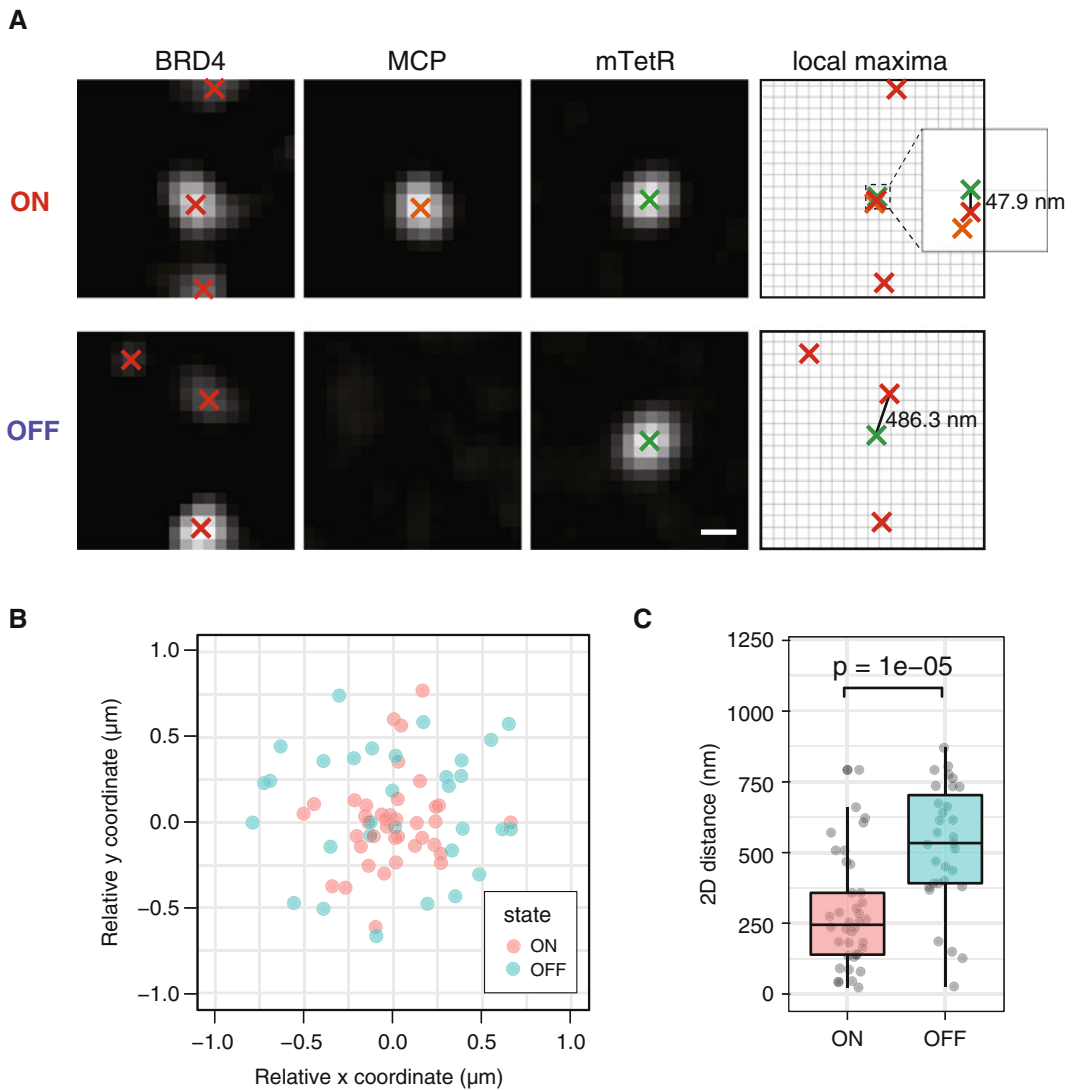 A
BRD4
MCP
mTetR
local maxima
ON
47.9 nm
OFF
486.3 nm
B
1.0
0.5
0.0
−0.5
−1.0
Relative y coordinate (µm)
−1.0
−0.5
0.0
0.5
1.0
Relative x coordinate (µm)
state
ON
OFF
C
1250
1000
750
500
250
0
2D distance (nm)
p = 1e−05
ON
OFF